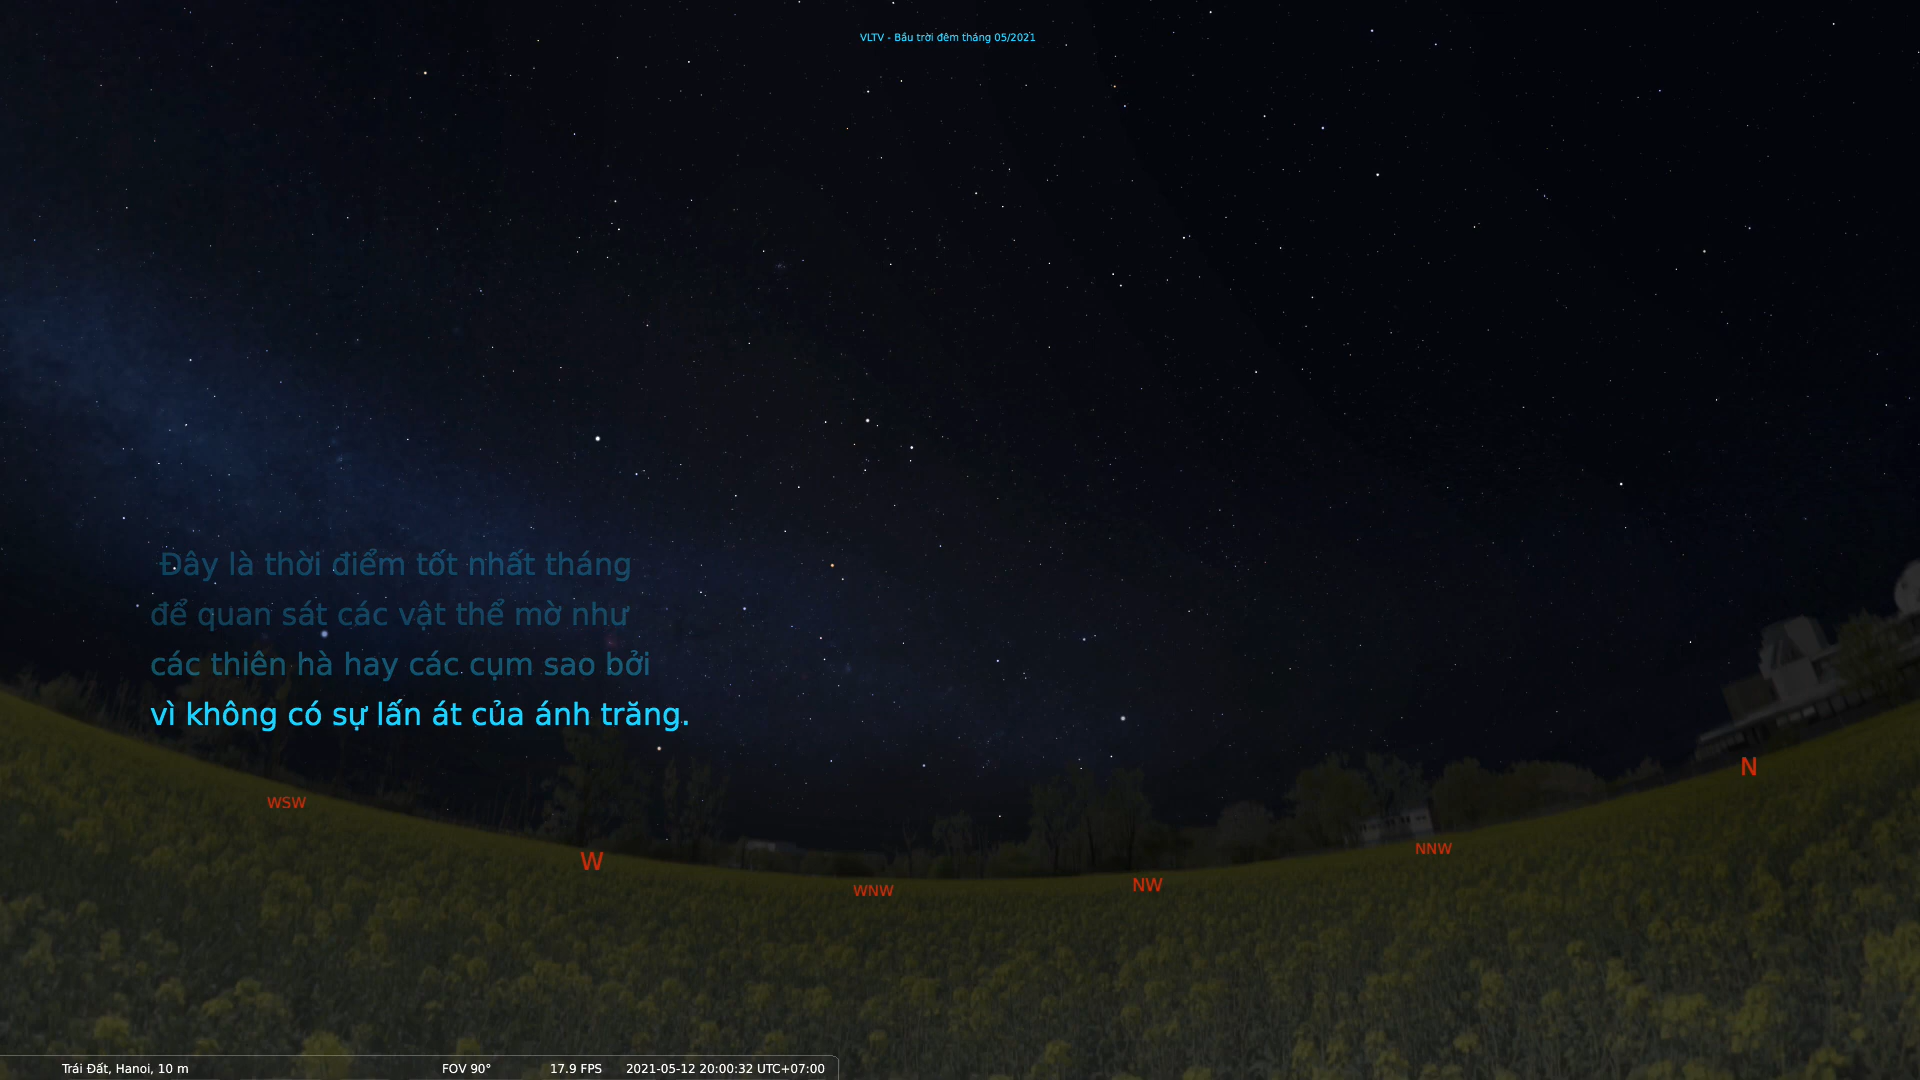 VLTV - Bầu trời đêm tháng 05/2021
Đây là thời điểm tốt nhất tháng
để quan sát các vật thể mờ như
các thiên hà hay các cụm sao bởi
vì không có sự lấn át của ánh trăng.
WSW
W
WNW
NW
NNW
N
Trái Đất, Hanoi, 10 m FOV 90° 17.9 FPS 2021-05-12 20:00:32 UTC+07:00